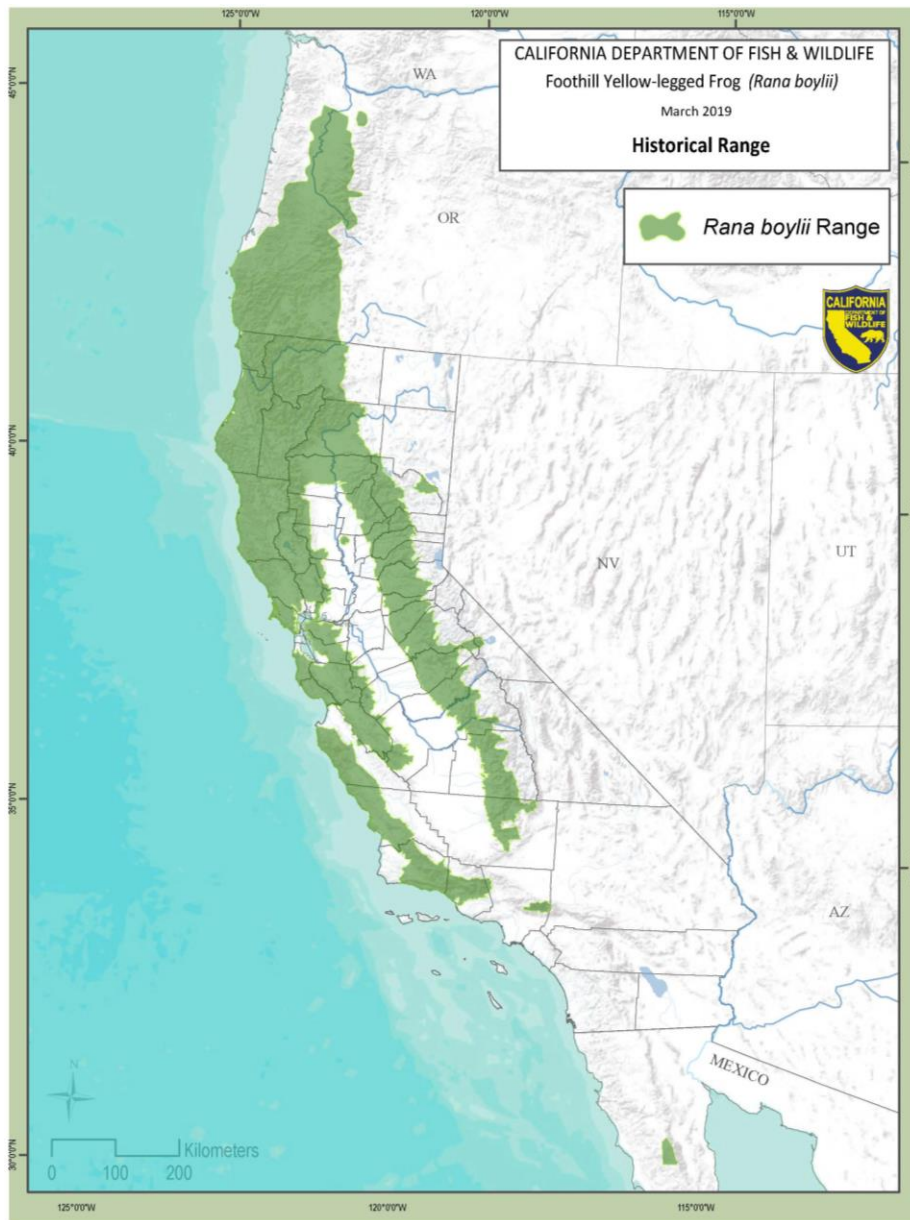 125°0'0"W
120°0'0"W
115°0'0"W
CALIFORNIA DEPARTMENT OF FISH & WILDLIFE
Foothill Yellow-legged Frog (Rana boylii)
March 2019
Historical Range
Rana boylii Range
CALIFORNIA
DEPARTMENT OF
FISH &
WILDLIFE
WA
45°0'0"N
OR
40°0'0"N
NV
UT
35°0'0"N
AZ
MEXICO
N
Kilometers
0 100 200
30°0'0"N
125°0'0"W
120°0'0"W
115°0'0"W